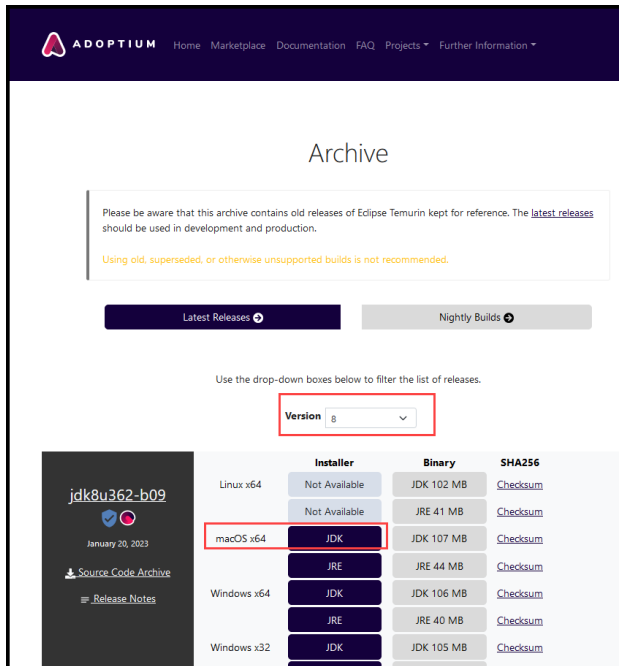 ADOPTIUM Home Marketplace Documentation FAQ Projects Further Information
Archive
Please be aware that this archive contains old releases of Eclipse Temurin kept for reference. The latest releases
should be used in development and production.
Using old, superseded, or otherwise unsupported builds is not recommended.
Latest Releases Nightly Builds
Use the drop-down boxes below to filter the list of releases.
Version 8
Installer Binary SHA256
jdk8u362-b09
January 20, 2023
Source Code Archive
Release Notes
Linux x64 Not Available JDK 102 MB Checksum
Not Available JRE 41 MB Checksum
macOS x64 JDK JDK 107 MB Checksum
JRE JRE 44 MB Checksum
Windows x64 JDK JDK 106 MB Checksum
JRE JRE 40 MB Checksum
Windows x32 JDK JDK 105 MB Checksum